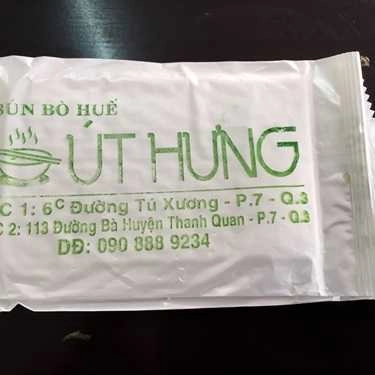 BÚN BÒ HUẾ
ÚT HƯNG
C 1: 6C Đường Tú Xương - P.7 - Q.3
C 2: 113 Đường Bà Huyện Thanh Quan - P.7 - Q.3
DĐ: 090 888 9234